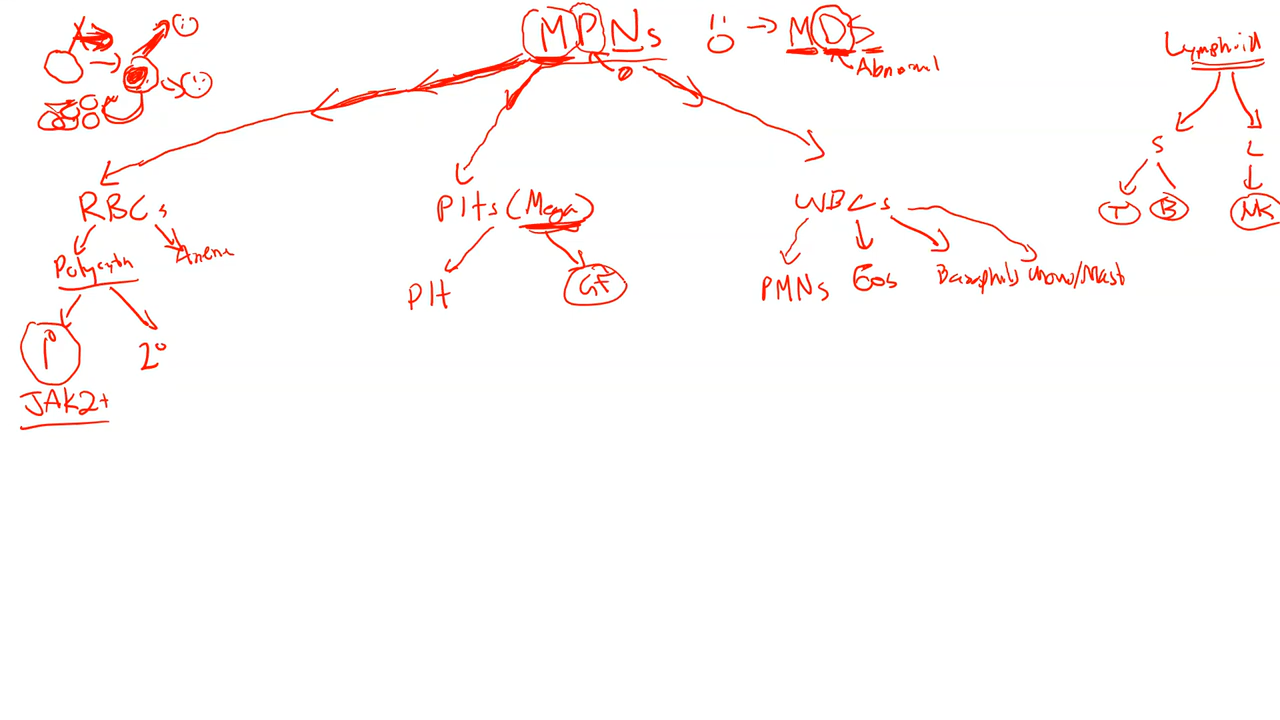 MPNs → MDS
Abnormal
Lymphoid
S L
T B NK
RBCs Plts (Mega) WBCs
Polycyth Anemi
Plt GF
PMNs Eos Basophils Mono/Mast
1° 2°
JAK2+